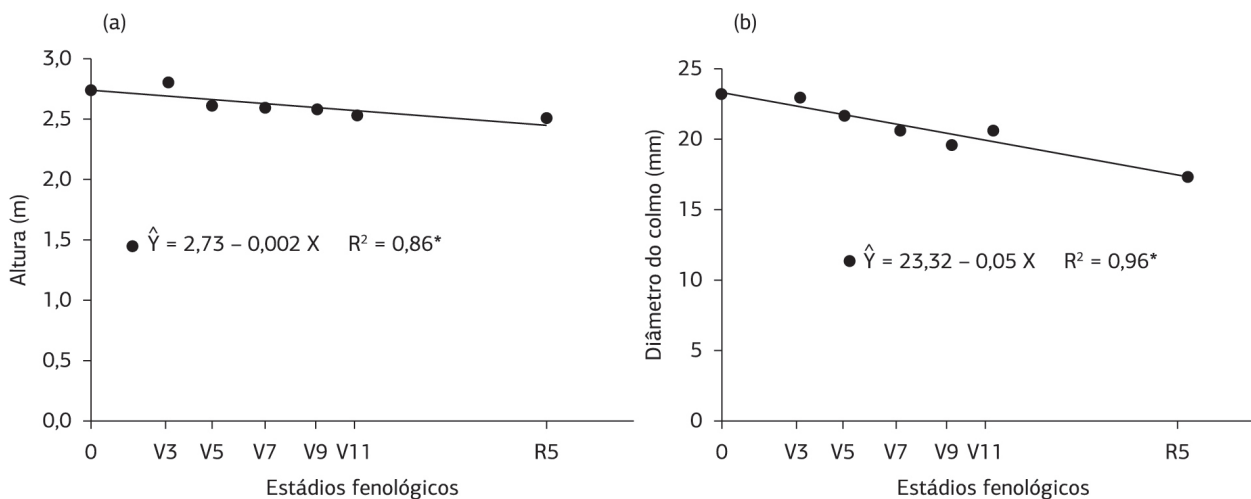 (a)
3,0
2,5
2,0
1,5
1,0
0,5
0,0
Altura (m)
Ŷ = 2,73 – 0,002 X R² = 0,86*
0 V3 V5 V7 V9 V11 R5
Estádios fenológicos
(b)
25
20
15
10
5
0
Diâmetro do colmo (mm)
Ŷ = 23,32 – 0,05 X R² = 0,96*
0 V3 V5 V7 V9 V11 R5
Estádios fenológicos